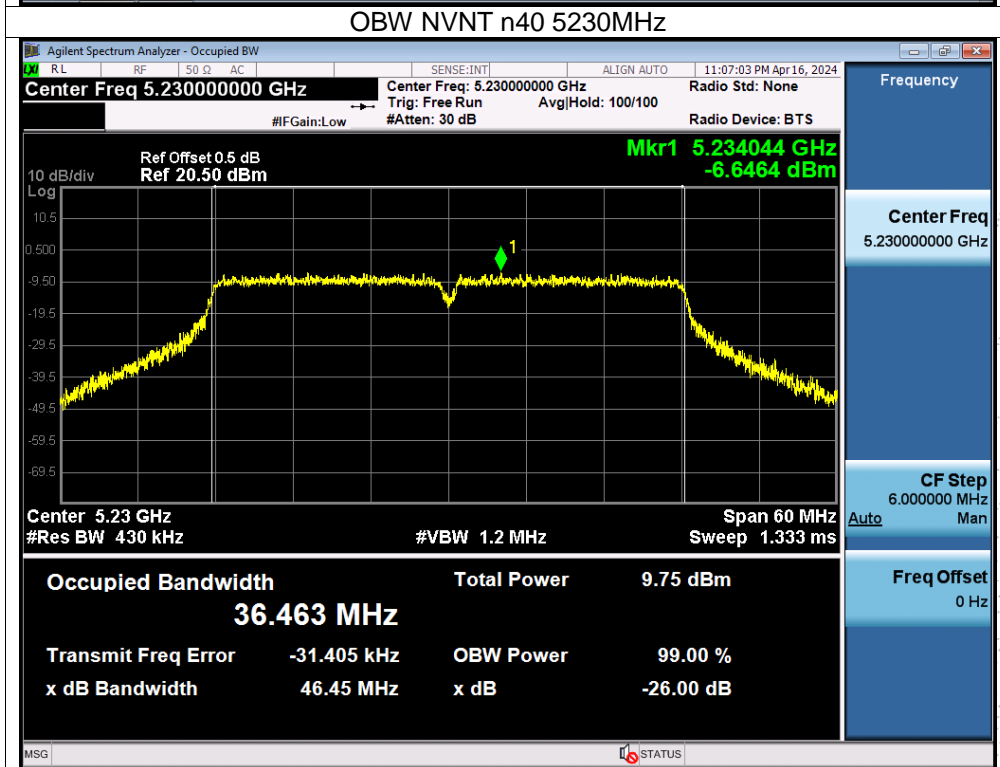 OBW NVNT n40 5230MHz
Agilent Spectrum Analyzer - Occupied BW
LXI RL RF 50 Ω AC SENSE:INT ALIGN AUTO 11:07:03 PM Apr 16, 2024
Center Freq 5.230000000 GHz
Center Freq: 5.230000000 GHz Radio Std: None
Trig: Free Run Avg|Hold: 100/100
#IFGain:Low #Atten: 30 dB Radio Device: BTS
Mkr1 5.234044 GHz
-6.6464 dBm
Ref Offset 0.5 dB
10 dB/div Ref 20.50 dBm
Log
10.5
0.500
-9.50
-19.5
-29.5
-39.5
-49.5
-59.5
-69.5
1
Center 5.23 GHz Span 60 MHz
#Res BW 430 kHz #VBW 1.2 MHz Sweep 1.333 ms
Occupied Bandwidth Total Power 9.75 dBm
36.463 MHz
Transmit Freq Error -31.405 kHz OBW Power 99.00 %
x dB Bandwidth 46.45 MHz x dB -26.00 dB
MSG STATUS
Frequency
Center Freq
5.230000000 GHz
CF Step
6.000000 MHz
Auto Man
Freq Offset
0 Hz